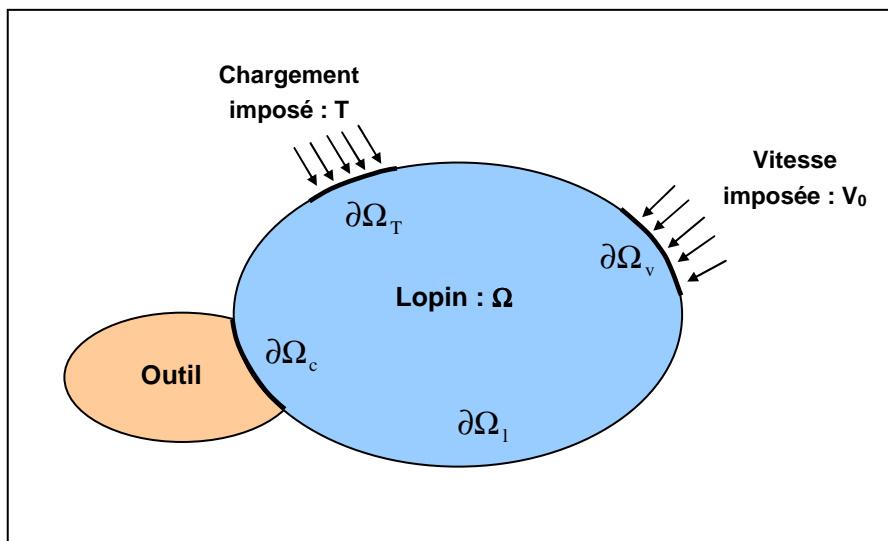 Chargement
imposé : T
Vitesse
imposée : V₀
∂Ω_T
∂Ω_v
Lopin : Ω
∂Ω_c
Outil
∂Ω_l